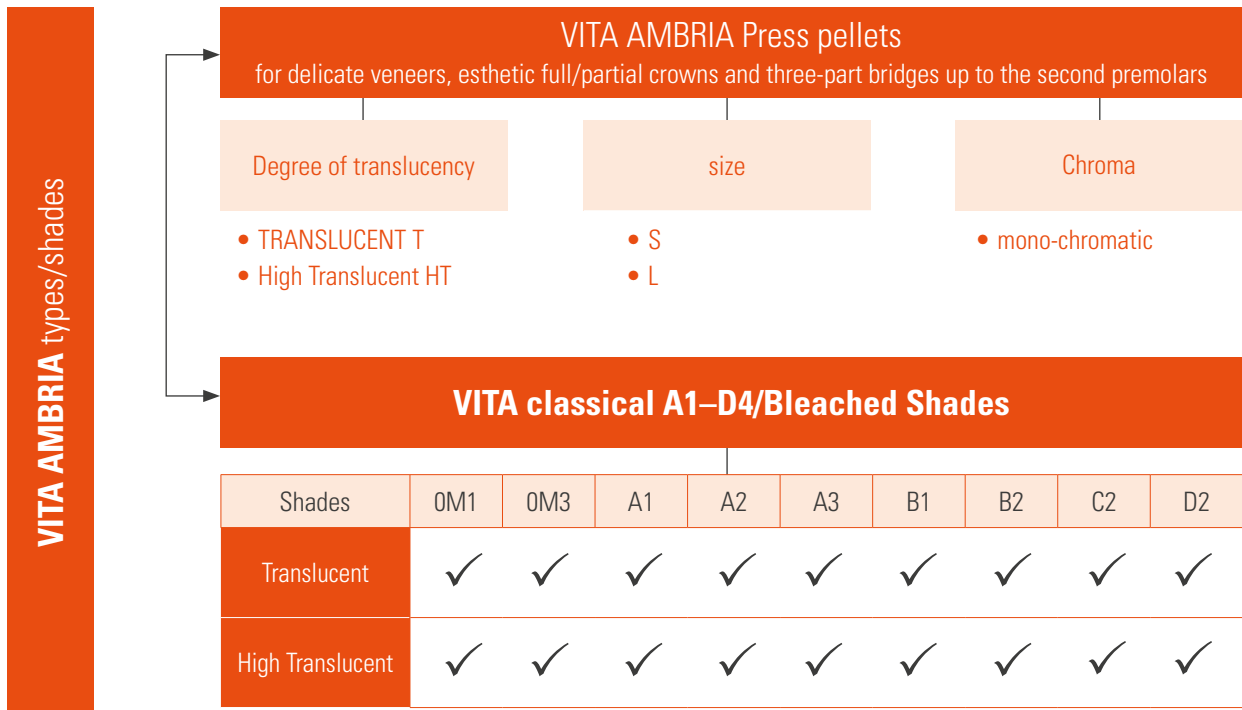 VITA AMBRIA types/shades
VITA AMBRIA Press pellets
for delicate veneers, esthetic full/partial crowns and three-part bridges up to the second premolars
Degree of translucency
size
Chroma
• TRANSLUCENT T
• High Translucent HT
• S
• L
• mono-chromatic
VITA classical A1–D4/Bleached Shades
Shades 0M1 0M3 A1 A2 A3 B1 B2 C2 D2
Translucent ✓ ✓ ✓ ✓ ✓ ✓ ✓ ✓ ✓
High Translucent ✓ ✓ ✓ ✓ ✓ ✓ ✓ ✓ ✓